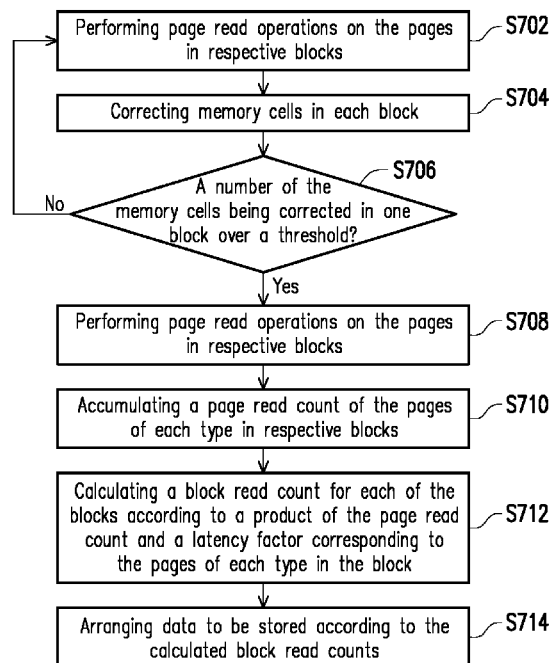 Performing page read operations on the pages
in respective blocks
S702
Correcting memory cells in each block
S704
A number of the
memory cells being corrected in one
block over a threshold?
S706
No
Yes
Performing page read operations on the pages
in respective blocks
S708
Accumulating a page read count of the pages
of each type in respective blocks
S710
Calculating a block read count for each of the
blocks according to a product of the page read
count and a latency factor corresponding to
the pages of each type in the block
S712
Arranging data to be stored according to the
calculated block read counts
S714